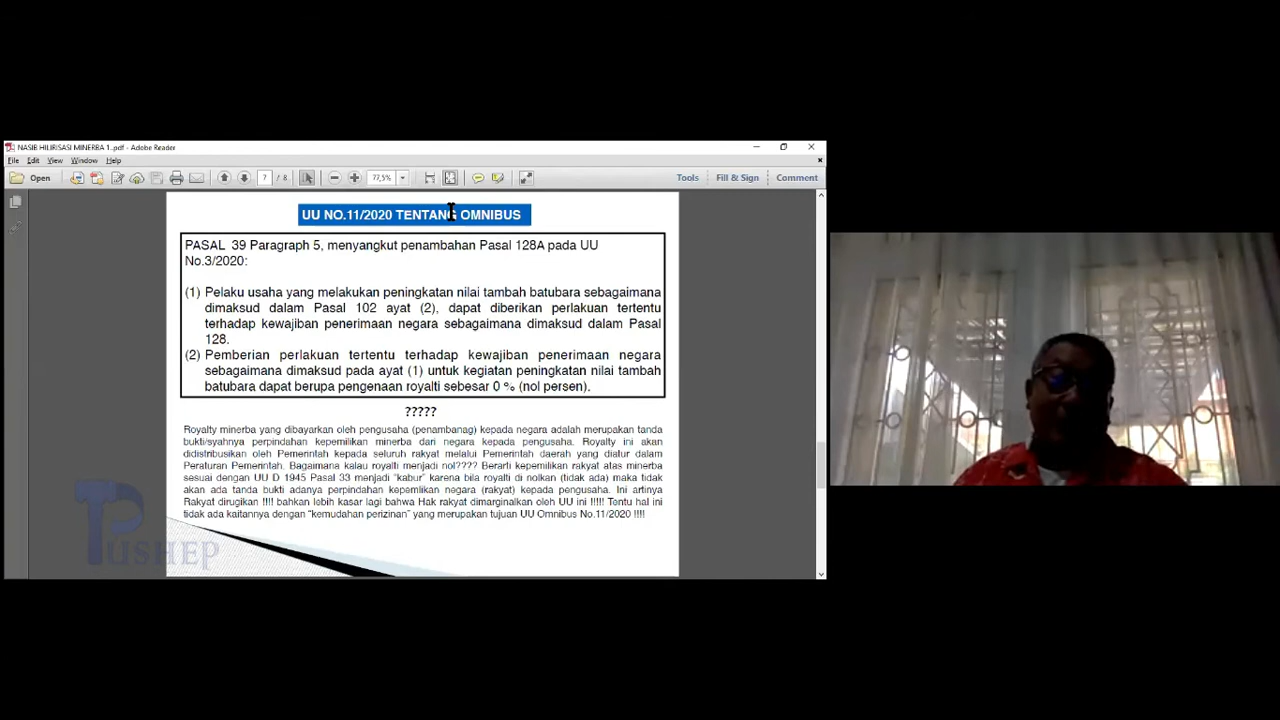 NASIB HILIRISASI MINERBA 1..pdf - Adobe Reader
File Edit View Window Help
Open 7 / 8 77,5% Tools Fill & Sign Comment
UU NO.11/2020 TENTANG OMNIBUS
PASAL 39 Paragraph 5, menyangkut penambahan Pasal 128A pada UU
No.3/2020:
(1) Pelaku usaha yang melakukan peningkatan nilai tambah batubara sebagaimana
dimaksud dalam Pasal 102 ayat (2), dapat diberikan perlakuan tertentu
terhadap kewajiban penerimaan negara sebagaimana dimaksud dalam Pasal
128.
(2) Pemberian perlakuan tertentu terhadap kewajiban penerimaan negara
sebagaimana dimaksud pada ayat (1) untuk kegiatan peningkatan nilai tambah
batubara dapat berupa pengenaan royalti sebesar 0 % (nol persen).
?????
Royalty minerba yang dibayarkan oleh pengusaha (penambanag) kepada negara adalah merupakan tanda
bukti/syahnya perpindahan kepemilikan minerba dari negara kepada pengusaha. Royalty ini akan
didistribusikan oleh Pemerintah kepada seluruh rakyat melalui Pemerintah daerah yang diatur dalam
Peraturan Pemerintah. Bagaimana kalau royalti menjadi nol???? Berarti kepemilikan rakyat atas minerba
sesuai dengan UU D 1945 Pasal 33 menjadi “kabur” karena bila royalti di nolkan (tidak ada) maka tidak
akan ada tanda bukti adanya perpindahan kepemlikan negara (rakyat) kepada pengusaha. Ini artinya
Rakyat dirugikan !!!! bahkan lebih kasar lagi bahwa Hak rakyat dimarginalkan oleh UU ini !!!!! Tentu hal ini
tidak ada kaitannya dengan “kemudahan perizinan” yang merupakan tujuan UU Omnibus No.11/2020 !!!!
PUSHEP